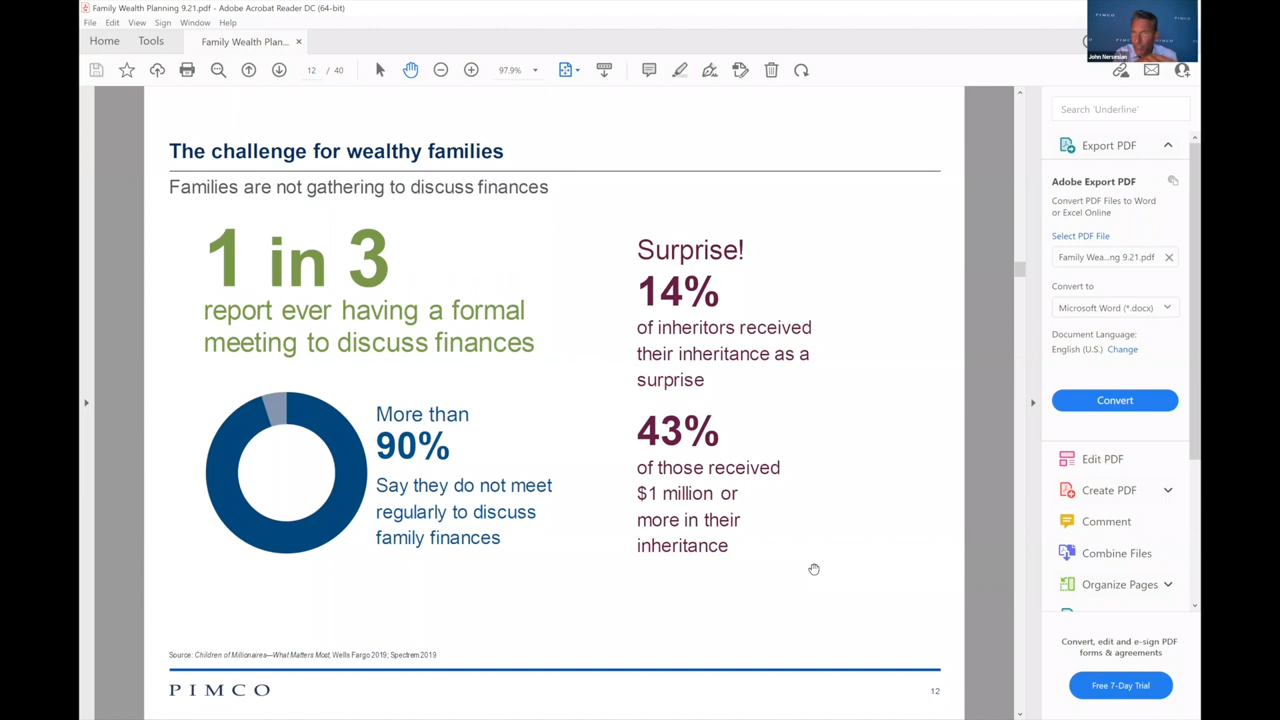 Family Wealth Planning 9.21.pdf - Adobe Acrobat Reader DC (64-bit)
File Edit View Sign Window Help
Home Tools Family Wealth Plan... ×
12 / 40 97.9%
PIMCO
John Nersesian
The challenge for wealthy families
Families are not gathering to discuss finances
1 in 3
report ever having a formal
meeting to discuss finances
More than
90%
Say they do not meet
regularly to discuss
family finances
Surprise!
14%
of inheritors received
their inheritance as a
surprise
43%
of those received
$1 million or
more in their
inheritance
Source: Children of Millionairea—What Matters Most, Wells Fargo 2019; Spectrem 2019
PIMCO
12
Search 'Underline'
Export PDF
Adobe Export PDF
Convert PDF Files to Word
or Excel Online
Select PDF File
Family Wea...ng 9.21.pdf ×
Convert to
Microsoft Word (*.docx)
Document Language:
English (U.S.) Change
Convert
Edit PDF
Create PDF
Comment
Combine Files
Organize Pages
Convert, edit and e-sign PDF
forms & agreements
Free 7-Day Trial